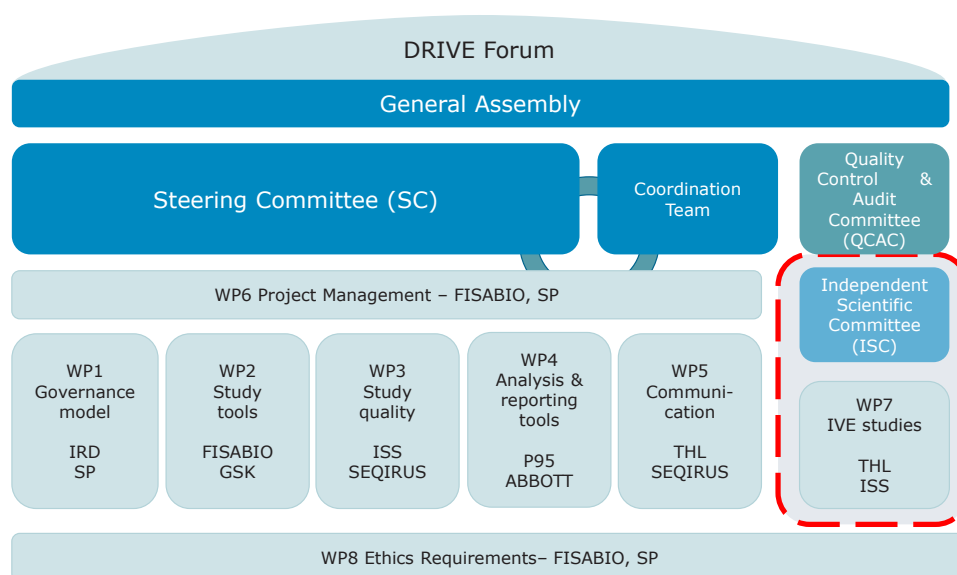 DRIVE Forum
General Assembly
Steering Committee (SC)
Coordination
Team
Quality
Control &
Audit
Committee
(QCAC)
Independent
Scientific
Committee
(ISC)
WP6 Project Management – FISABIO, SP
WP1
Governance
model
IRD
SP
WP2
Study
tools
FISABIO
GSK
WP3
Study
quality
ISS
SEQIRUS
WP4
Analysis &
reporting
tools
P95
ABBOTT
WP5
Communi-
cation
THL
SEQIRUS
WP7
IVE studies
THL
ISS
WP8 Ethics Requirements– FISABIO, SP